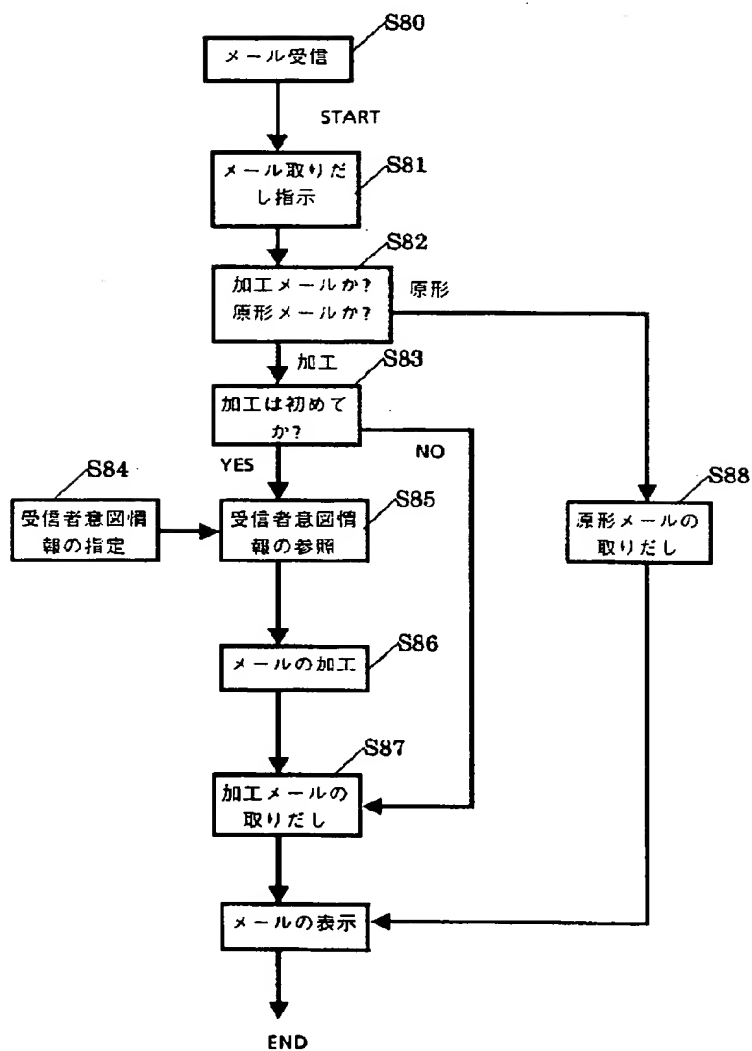 S80
メール受信
START
メール取りだ
し指示
S81
S82
加工メールか?
原形メールか?
原形
加工
S83
加工は初めて
か?
YES
NO
S84
受信者意図情
報の指定
S85
受信者意図情
報の参照
S88
原形メールの
取りだし
S86
メールの加工
S87
加工メールの
取りだし
メールの表示
END